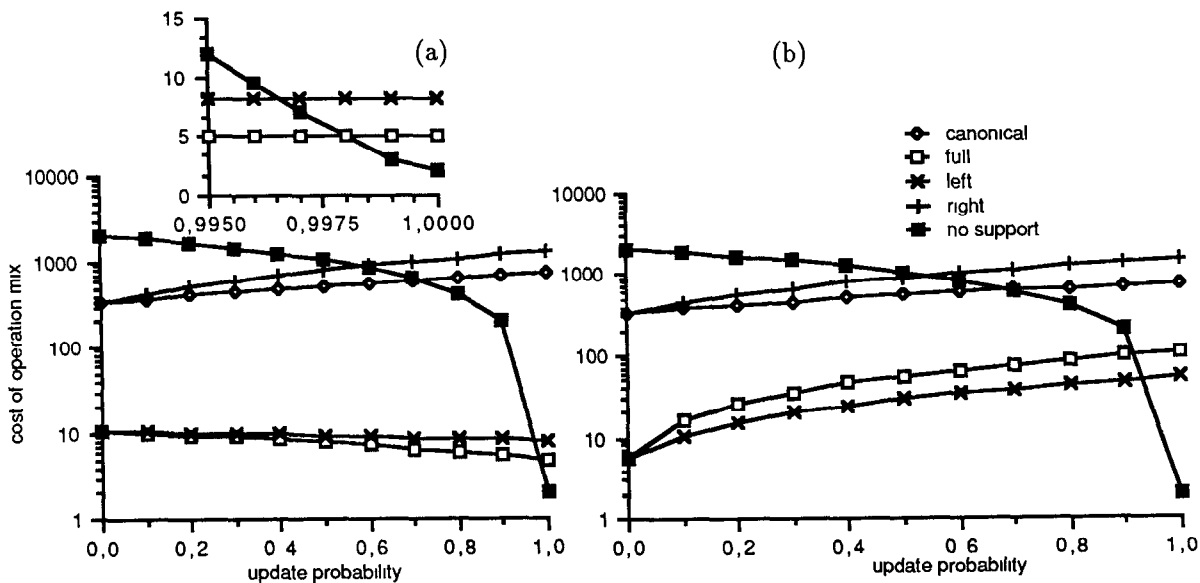 15
10
5
0
0,9950 0,9975 1,0000
(a)
(b)
canonical
full
left
right
no support
10000
1000
100
10
1
cost of operation mix
0,0 0,2 0,4 0,6 0,8 1,0
update probability
10000
1000
100
10
1
0,0 0,2 0,4 0,6 0,8 1,0
update probability